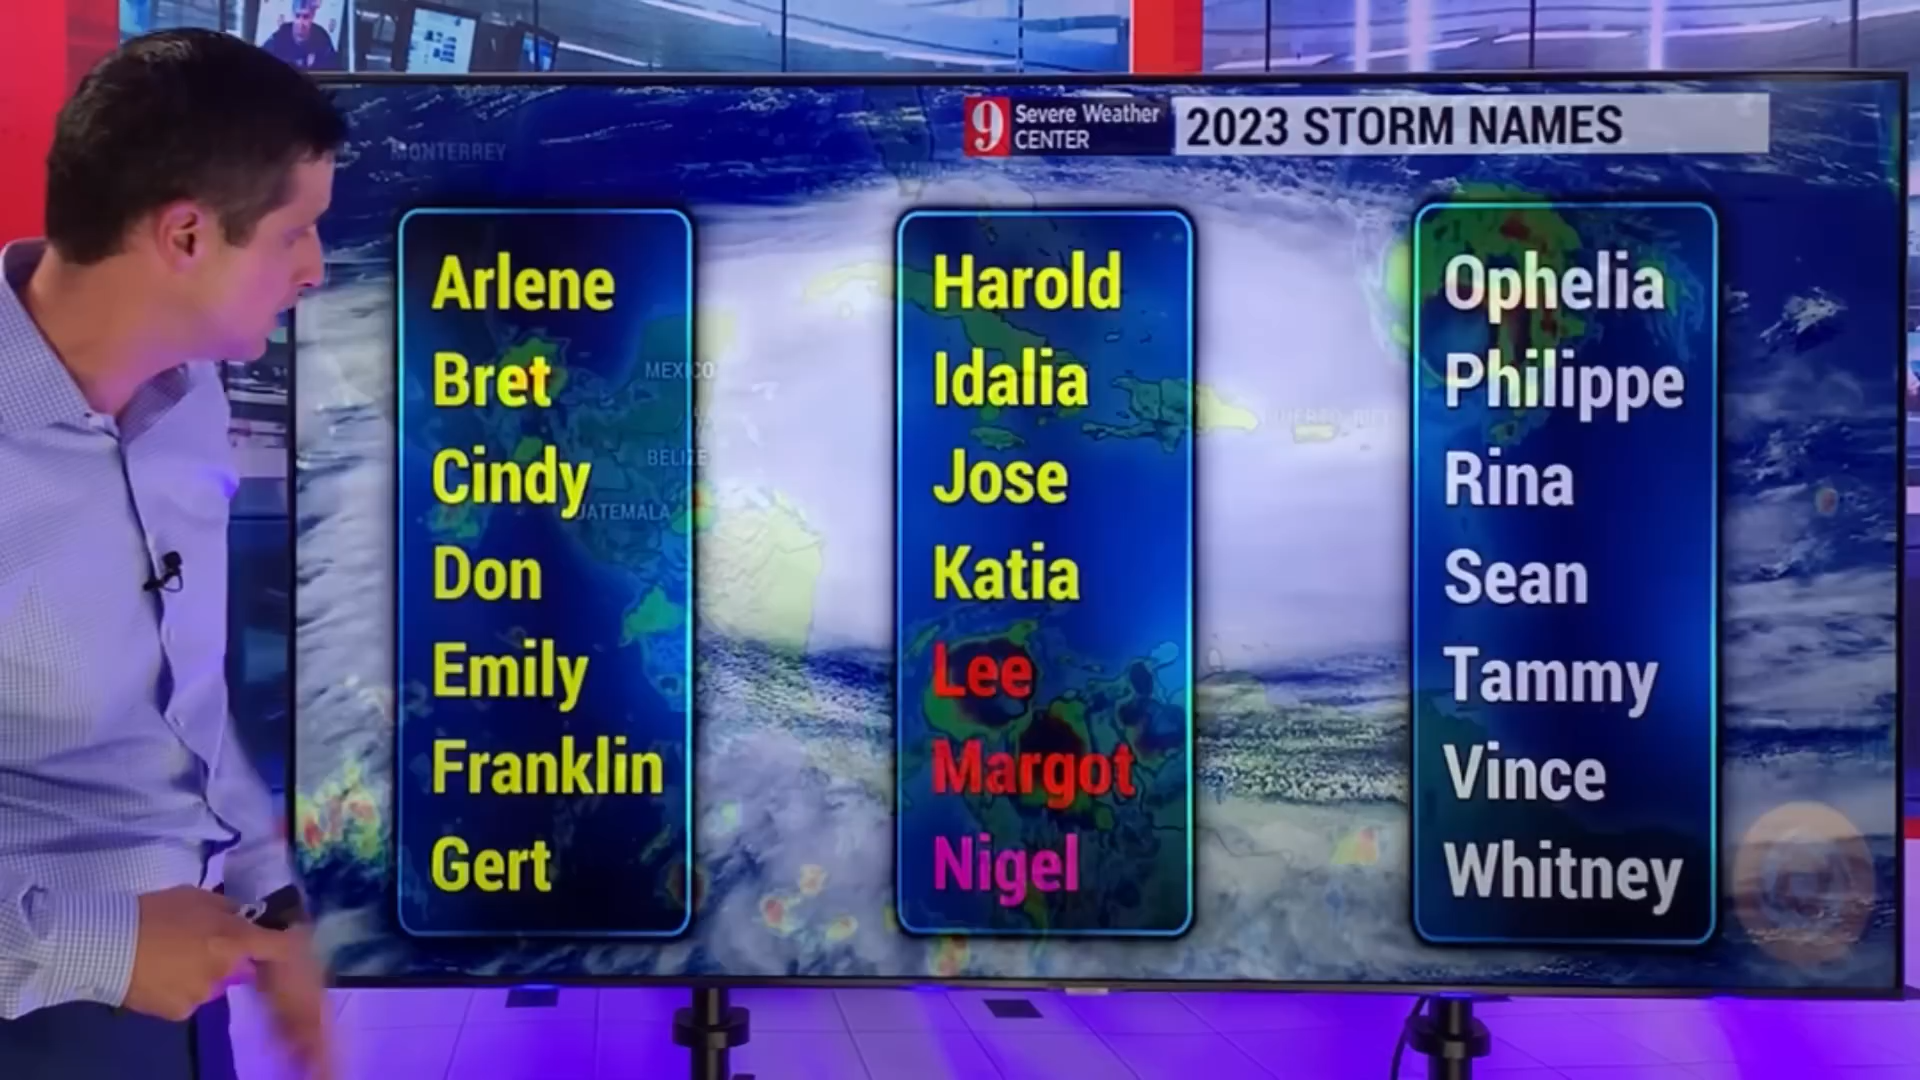 MONTERREY
9 Severe Weather CENTER
2023 STORM NAMES
Arlene
Bret
Cindy
Don
Emily
Franklin
Gert
MEXICO
BELIZE
Harold
Idalia
Jose
Katia
Lee
Margot
Nigel
Ophelia
Philippe
Rina
Sean
Tammy
Vince
Whitney